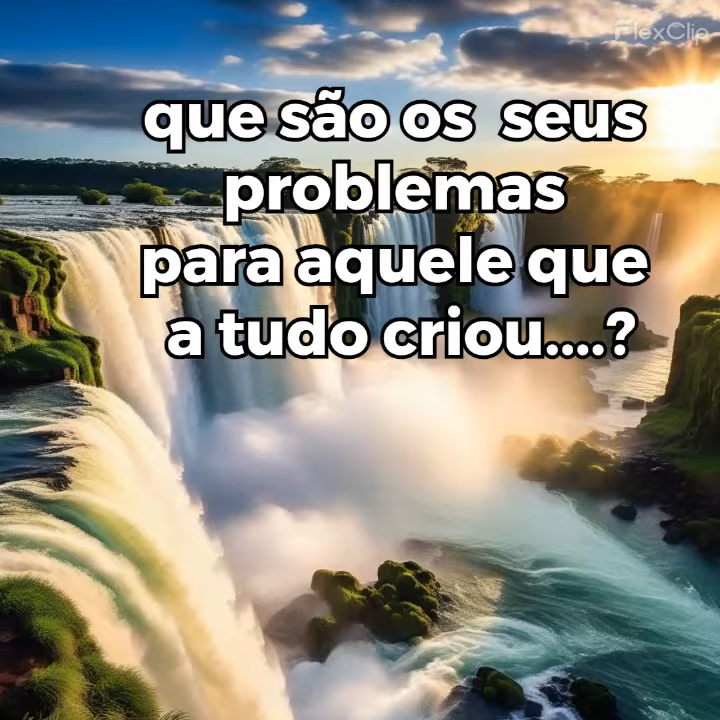 FlexClip
que são os  seus
problemas
para aquele que
a tudo criou....?